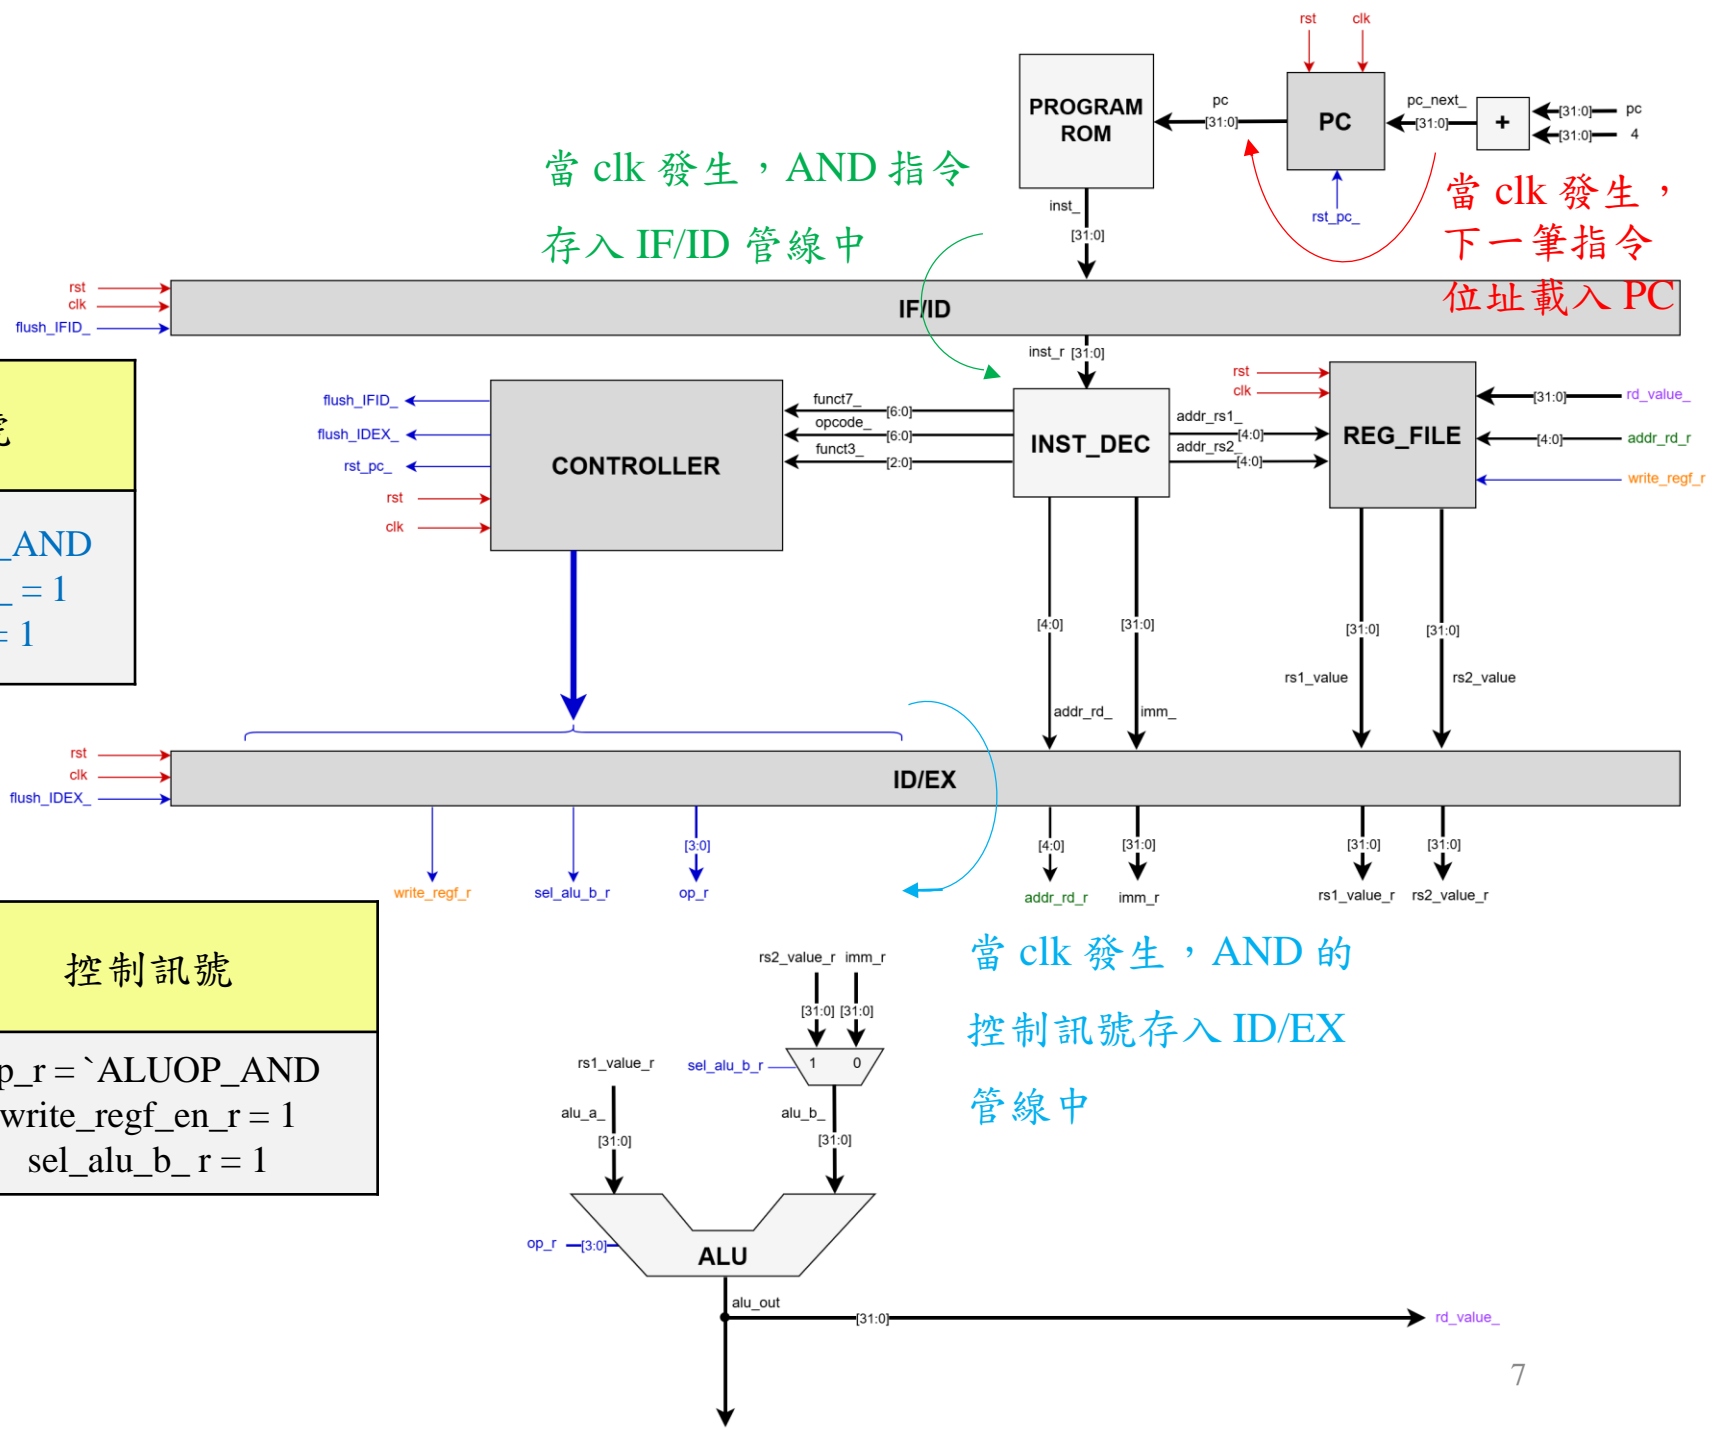 rst
clk
PROGRAM
ROM
pc
[31:0]
PC
pc_next_
[31:0]
+
[31:0]
pc
[31:0]
4
rst_pc_
當 clk 發生，AND 指令
存入 IF/ID 管線中
當 clk 發生，
下一筆指令
位址載入 PC
inst_
[31:0]
rst
clk
flush_IFID_
IF/ID
inst_r
[31:0]
flush_IFID_
flush_IDEX_
rst_pc_
rst
clk
CONTROLLER
funct7_
[6:0]
opcode_
[6:0]
funct3_
[2:0]
INST_DEC
addr_rs1_
[4:0]
addr_rs2_
[4:0]
rst
clk
REG_FILE
[31:0]
rd_value_
[4:0]
addr_rd_r
write_regf_r
_AND
_ = 1
= 1
[4:0]
[31:0]
[31:0]
[31:0]
rs1_value
rs2_value
addr_rd_
imm_
rst
clk
flush_IDEX_
ID/EX
[3:0]
[4:0]
[31:0]
[31:0]
[31:0]
write_regf_r
sel_alu_b_r
op_r
addr_rd_r
imm_r
rs1_value_r
rs2_value_r
控制訊號
p_r = `ALUOP_AND
write_regf_en_r = 1
sel_alu_b_ r = 1
當 clk 發生，AND 的
控制訊號存入 ID/EX
管線中
rs2_value_r
imm_r
[31:0]
[31:0]
rs1_value_r
sel_alu_b_r
1
0
alu_a_
[31:0]
alu_b_
[31:0]
op_r
[3:0]
ALU
alu_out
[31:0]
rd_value_
7